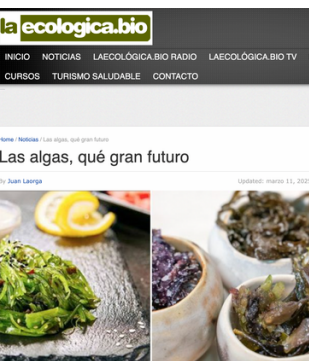 la ecologica.bio
INICIO NOTICIAS LAECOLÓGICA.BIO RADIO LAECOLÓGICA.BIO TV
CURSOS TURISMO SALUDABLE CONTACTO
Home / Noticias / Las algas, qué gran futuro
Las algas, qué gran futuro
By Juan Laorga Updated: marzo 11, 202